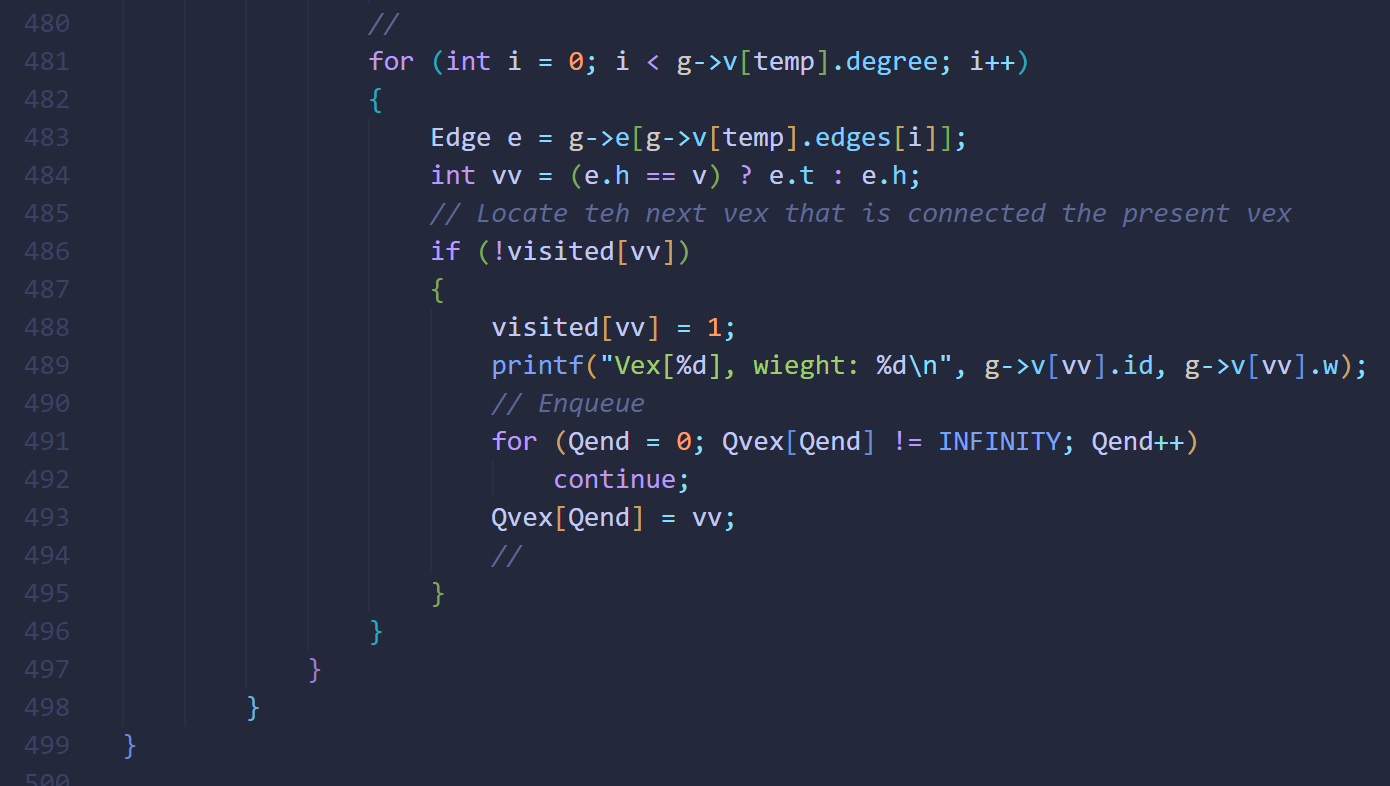 480 //
481 for (int i = 0; i < g->v[temp].degree; i++)
482 {
483 Edge e = g->e[g->v[temp].edges[i]];
484 int vv = (e.h == v) ? e.t : e.h;
485 // Locate teh next vex that is connected the present vex
486 if (!visited[vv])
487 {
488 visited[vv] = 1;
489 printf("Vex[%d], wieght: %d\n", g->v[vv].id, g->v[vv].w);
490 // Enqueue
491 for (Qend = 0; Qvex[Qend] != INFINITY; Qend++)
492 continue;
493 Qvex[Qend] = vv;
494 //
495 }
496 }
497 }
498 }
499 }
500